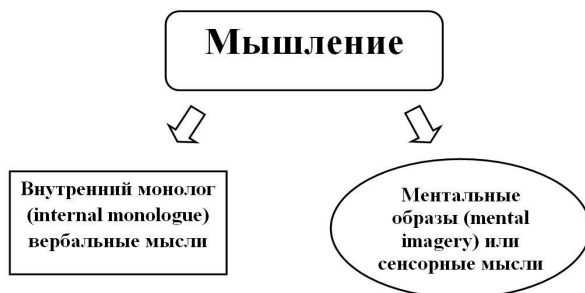 Мышление
Внутренний монолог
(internal monologue)
вербальные мысли
Ментальные
образы (mental
imagery) или
сенсорные мысли